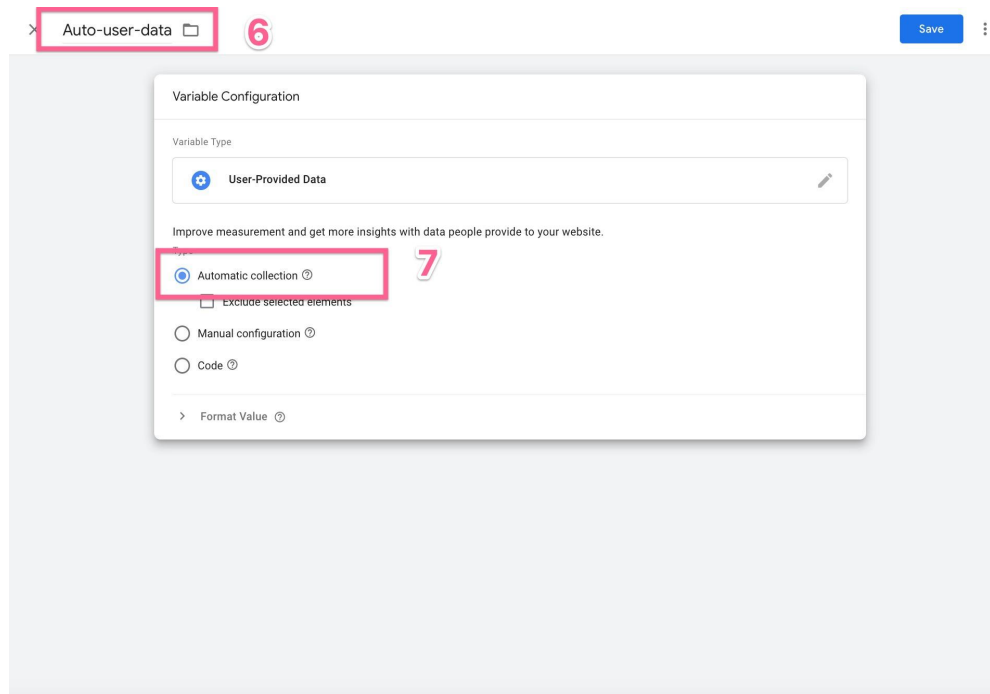 Auto-user-data
6
Save
Variable Configuration
Variable Type
User-Provided Data
Improve measurement and get more insights with data people provide to your website.
Type
7
Automatic collection
Exclude selected elements
Manual configuration
Code
Format Value